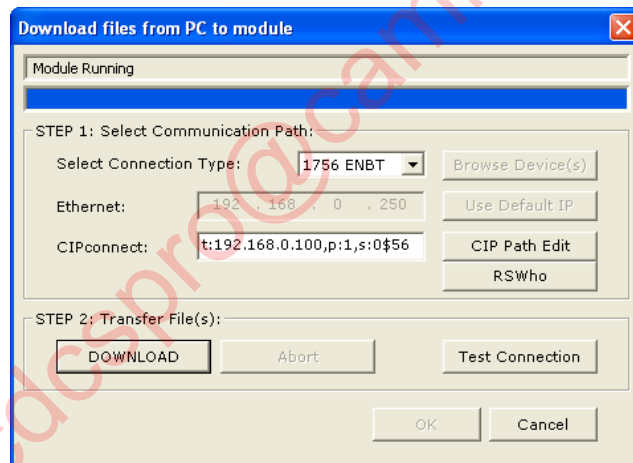 Download files from PC to module
Module Running
STEP 1: Select Communication Path:
Select Connection Type: 1756 ENBT Browse Device(s)
Ethernet: 192 . 168 . 0 . 250 Use Default IP
CIPconnect: t:192.168.0.100,p:1,s:0$56 CIP Path Edit
RSWho
STEP 2: Transfer File(s):
DOWNLOAD Abort Test Connection
OK Cancel